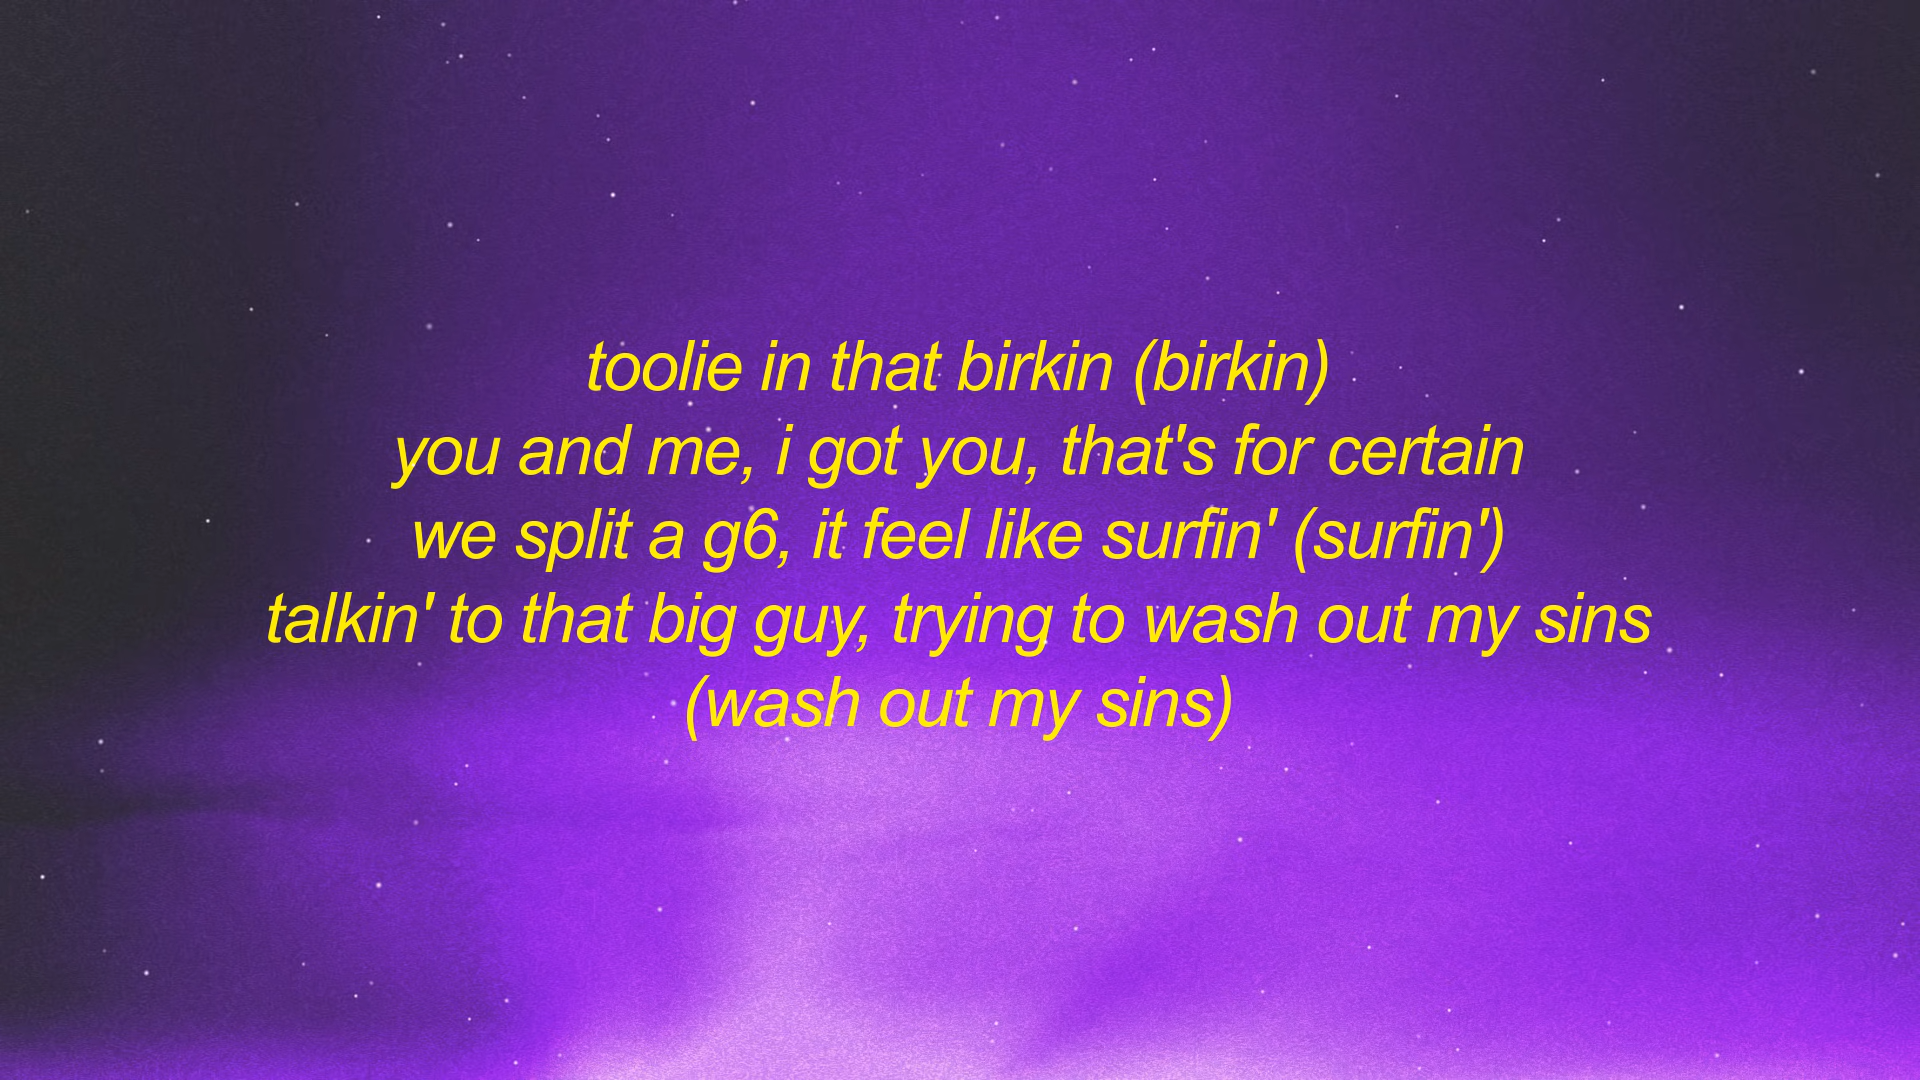 toolie in that birkin (birkin)
you and me, i got you, that's for certain
we split a g6, it feel like surfin' (surfin')
talkin' to that big guy, trying to wash out my sins
(wash out my sins)